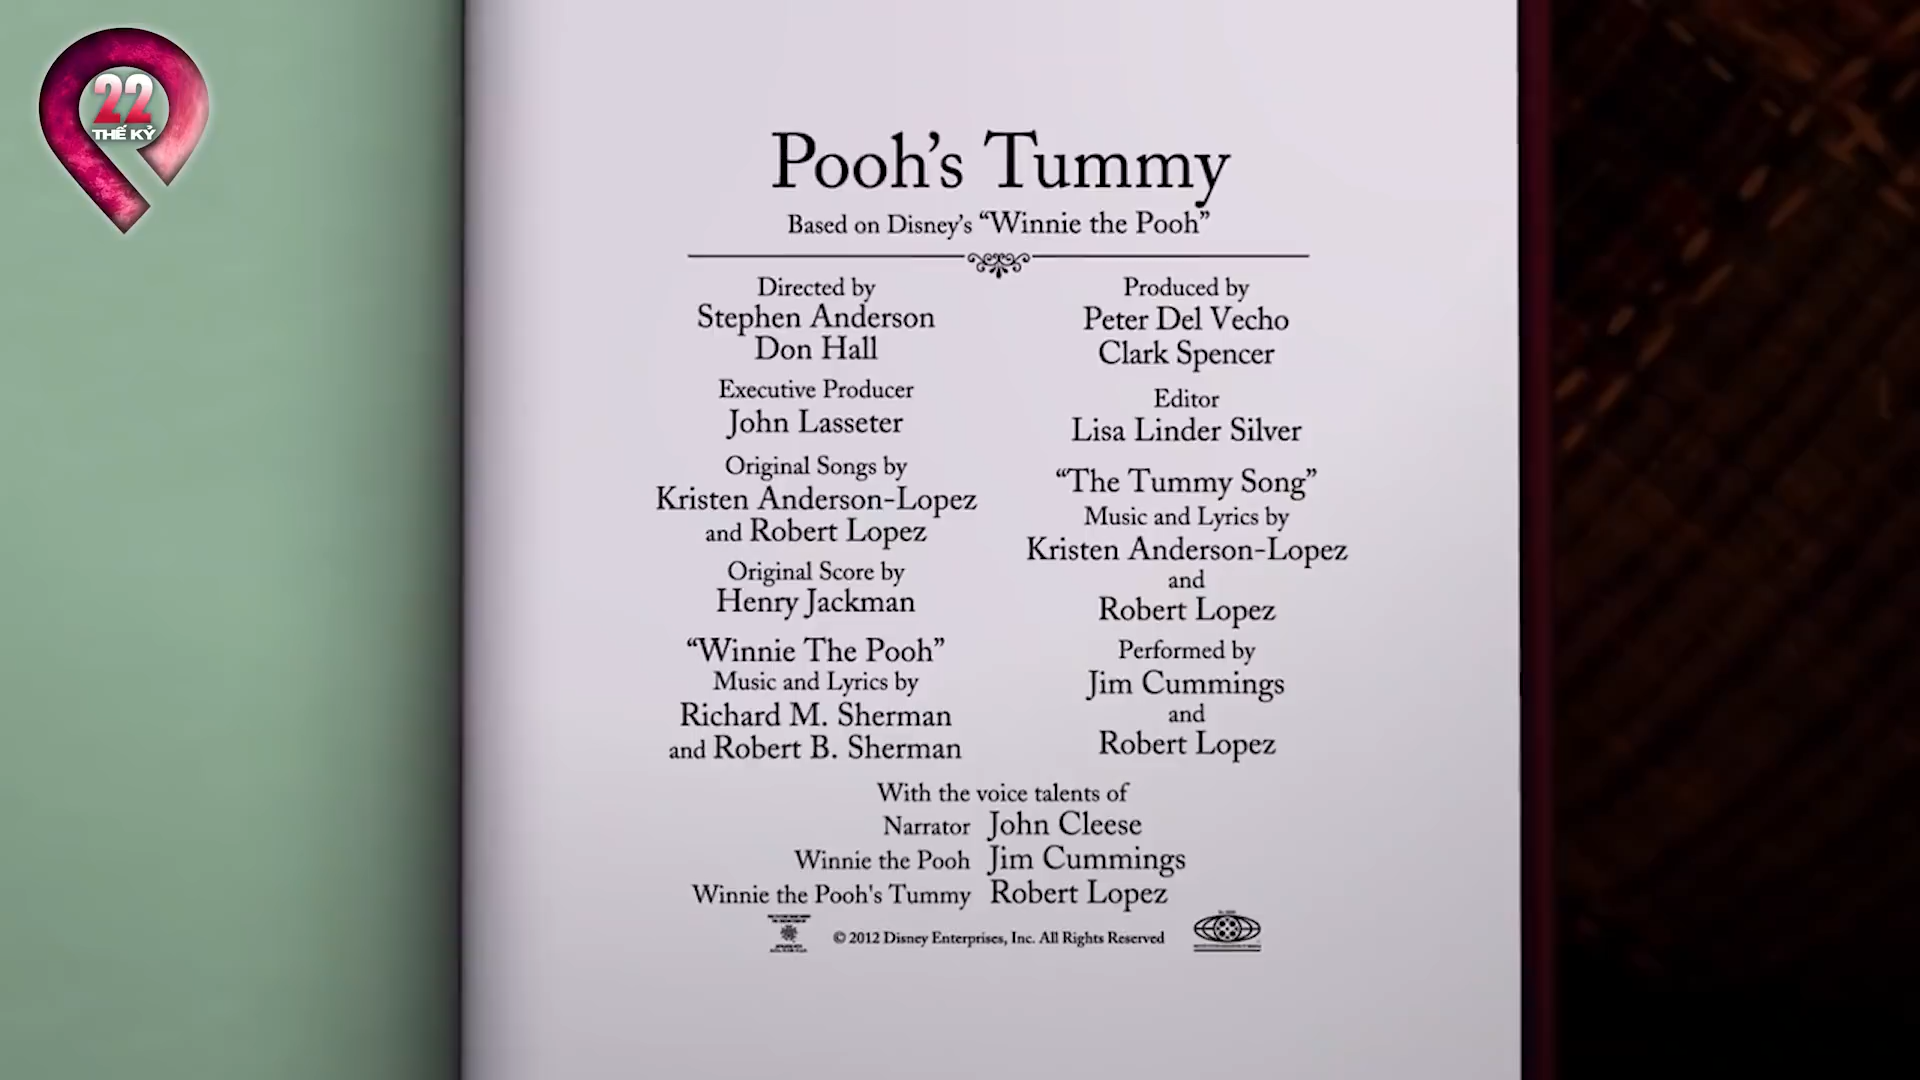 22
THẾ KỶ
Pooh's Tummy
Based on Disney's “Winnie the Pooh”
Directed by
Stephen Anderson
Don Hall
Executive Producer
John Lasseter
Original Songs by
Kristen Anderson-Lopez
and Robert Lopez
Original Score by
Henry Jackman
“Winnie The Pooh”
Music and Lyrics by
Richard M. Sherman
and Robert B. Sherman
Produced by
Peter Del Vecho
Clark Spencer
Editor
Lisa Linder Silver
“The Tummy Song”
Music and Lyrics by
Kristen Anderson-Lopez
and
Robert Lopez
Performed by
Jim Cummings
and
Robert Lopez
With the voice talents of
Narrator John Cleese
Winnie the Pooh Jim Cummings
Winnie the Pooh's Tummy Robert Lopez
© 2012 Disney Enterprises, Inc. All Rights Reserved